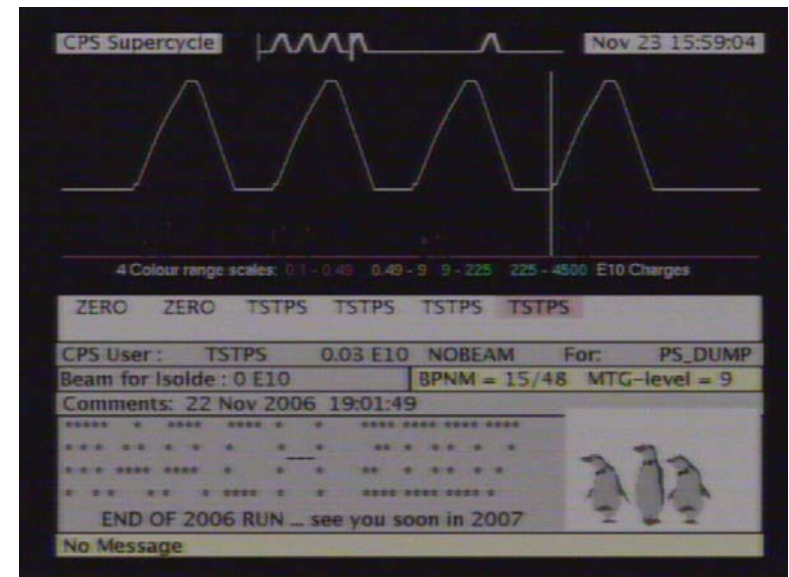 CPS Supercycle Nov 23 15:59:04
4 Colour range scales: 0.1 - 0.49 0.49 - 9 9 - 225 225 - 4500 E10 Charges
ZERO ZERO TSTPS TSTPS TSTPS TSTPS
CPS User : TSTPS 0.03 E10 NOBEAM For: PS_DUMP
Beam for Isolde : 0 E10 BPNM = 15/48 MTG-level = 9
Comments: 22 Nov 2006 19:01:49
END OF 2006 RUN ... see you soon in 2007
No Message